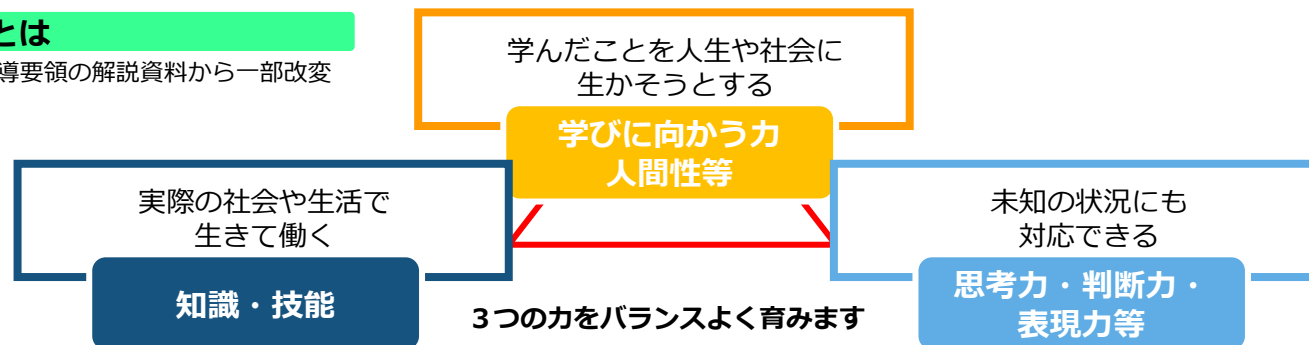 とは
導要領の解説資料から一部改変
学んだことを人生や社会に
生かそうとする
学びに向かう力
人間性等
実際の社会や生活で
生きて働く
知識・技能
未知の状況にも
対応できる
思考力・判断力・
表現力等
3つの力をバランスよく育みます